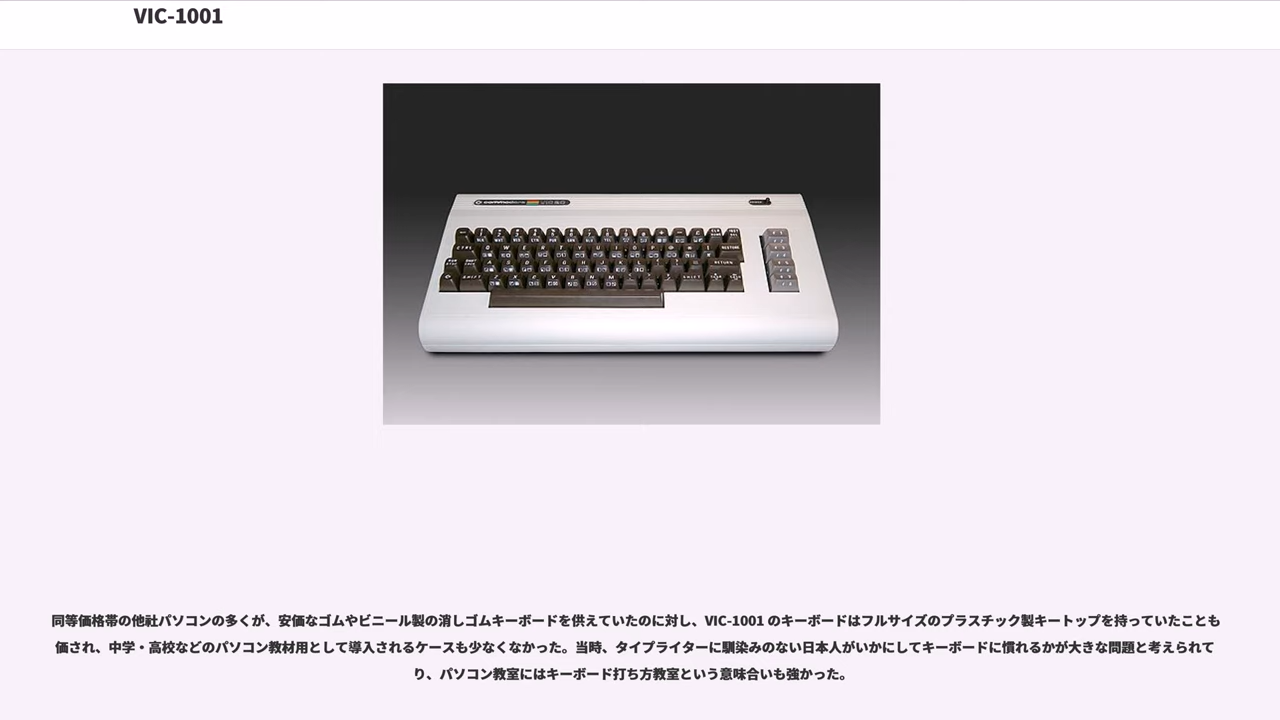 VIC-1001
commodore VIC 20
同等価格帯の他社パソコンの多くが、安価なゴムやビニール製の消しゴムキーボードを供えていたのに対し、VIC-1001 のキーボードはフルサイズのプラスチック製キートップを持っていたことも
価され、中学・高校などのパソコン教材用として導入されるケースも少なくなかった。当時、タイプライターに馴染みのない日本人がいかにしてキーボードに慣れるかが大きな問題と考えられて
り、パソコン教室にはキーボード打ち方教室という意味合いも強かった。